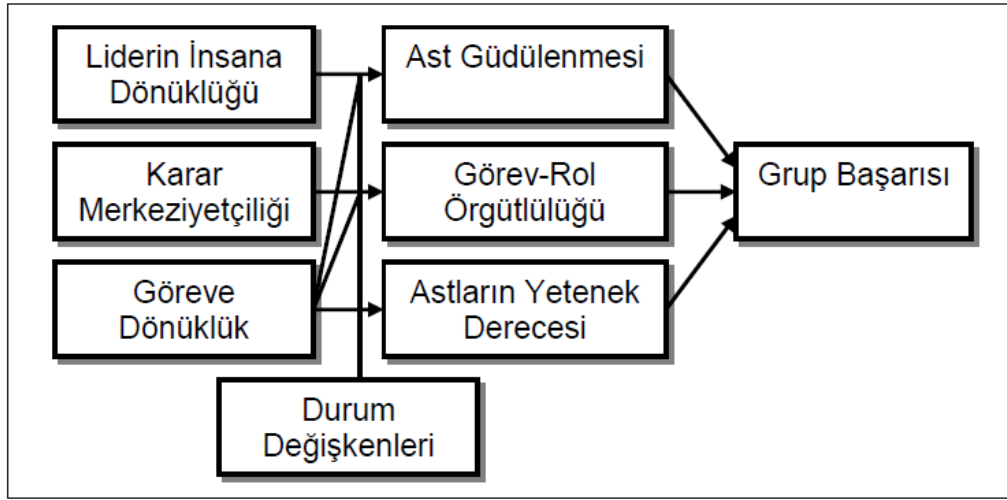 Liderin İnsana
Dönüklüğü
Ast Güdülenmesi
Karar
Merkeziyetçiliği
Görev-Rol
Örgütlülüğü
Grup Başarısı
Göreve
Dönüklük
Astların Yetenek
Derecesi
Durum
Değişkenleri